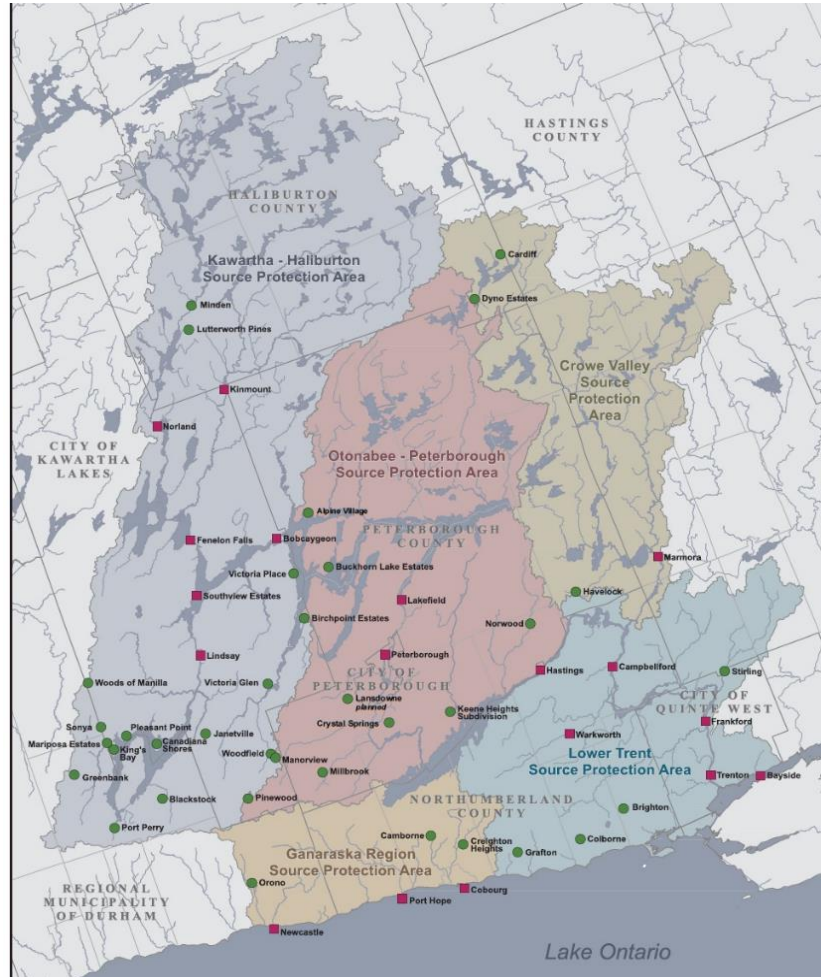 HASTINGS
COUNTY
HALIBURTON
COUNTY
Kawartha - Haliburton
Source Protection Area
Cardiff
Dyno Estates
Minden
Lutterworth Pines
Crowe Valley
Source
Protection
Area
Kinmount
Norland
CITY OF
KAWARTHA
LAKES
Otonabee - Peterborough
Source Protection Area
Alpine Village
PETERBOROUGH
COUNTY
Fenelon Falls
Bobcaygeon
Marmora
Buckhorn Lake Estates
Victoria Place
Southview Estates
Lakefield
Havelock
Birchpoint Estates
Norwood
Lindsay
Peterborough
Hastings
Campbellford
Stirling
Woods of Manilla
Victoria Glen
CITY OF
PETERBOROUGH
Lansdowne
planned
CITY OF
QUINTE WEST
Keene Heights
Subdivision
Crystal Springs
Frankford
Sonya
Pleasant Point
Janetville
Warkworth
Mariposa Estates
King's
Bay
Canadiana
Shores
Woodfield
Manorview
Lower Trent
Source Protection Area
Greenbank
Millbrook
Trenton
Bayside
Blackstock
Pinewood
NORTHUMBERLAND
COUNTY
Brighton
Port Perry
Camborne
Creighton
Heights
Colborne
Grafton
Ganaraska Region
Source Protection Area
Orono
REGIONAL
MUNICIPALITY
OF DURHAM
Cobourg
Port Hope
Newcastle
Lake Ontario